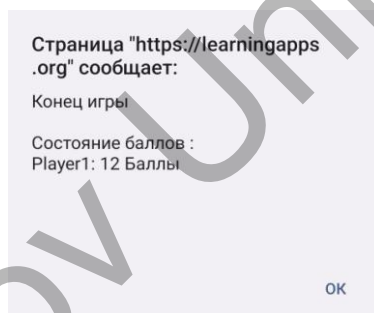 Страница "https://learningapps
.org" сообщает:
Конец игры
Состояние баллов :
Player1: 12 Баллы
ОК